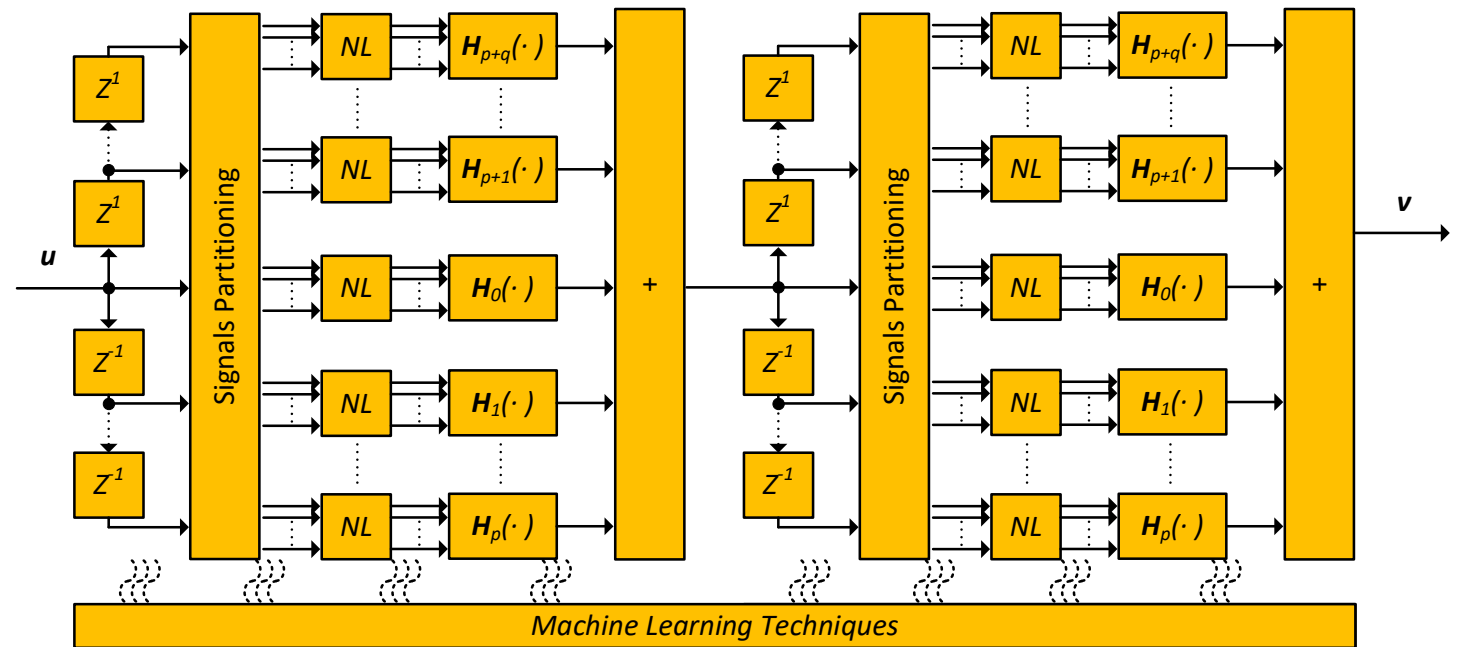 u
Z¹
Z¹
Z⁻¹
Z⁻¹
Signals Partitioning
NL
NL
NL
NL
NL
Hₚ₊q(· )
Hₚ₊₁(· )
H₀(· )
H₁(· )
Hₚ(· )
+
Z¹
Z¹
Z⁻¹
Z⁻¹
Signals Partitioning
NL
NL
NL
NL
NL
Hₚ₊q(· )
Hₚ₊₁(· )
H₀(· )
H₁(· )
Hₚ(· )
+
v
Machine Learning Techniques